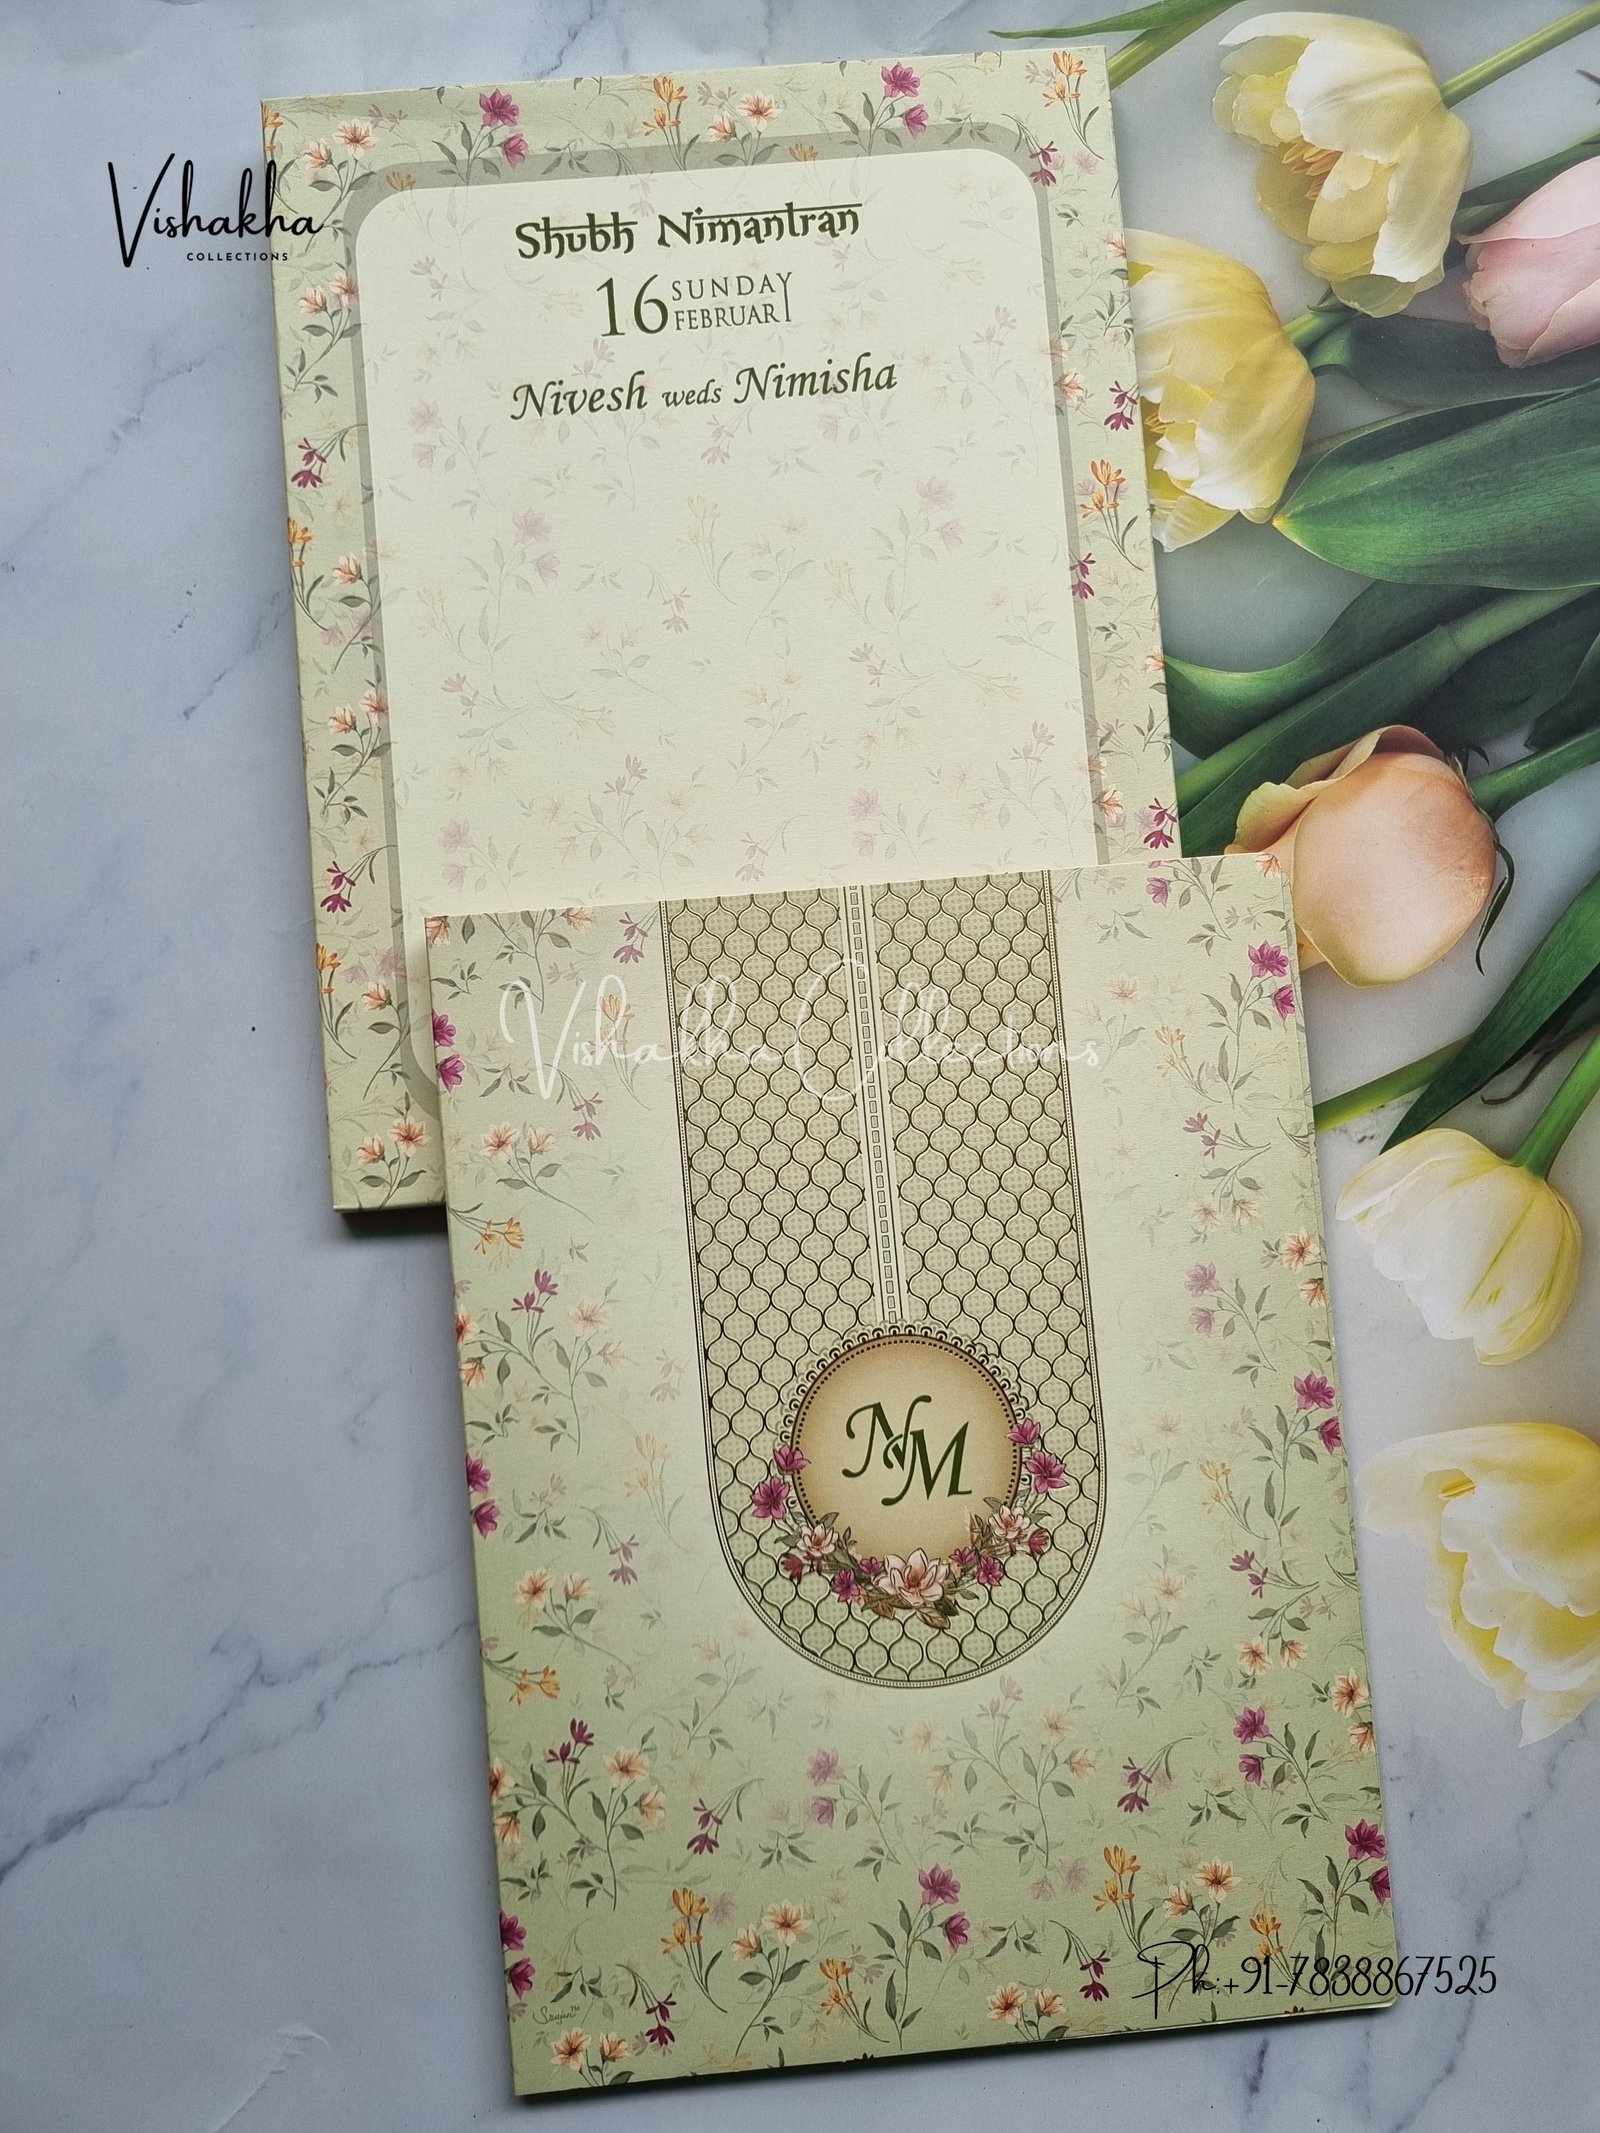 Vishakha
COLLECTIONS
Shubh Nimantran
16 SUNDAY
FEBRUARY
Nivesh weds Nimisha
Vishakha Collections
NM
Ph:+91-7838867525